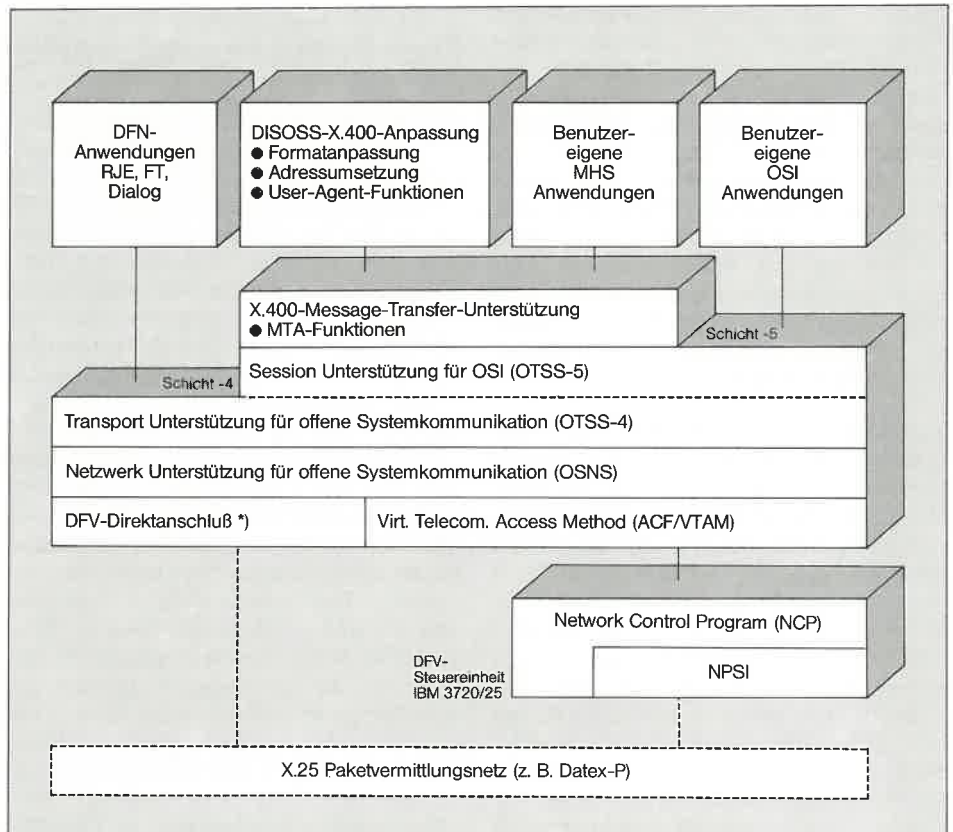 DFN-
Anwendungen
RJE, FT,
Dialog
DISOSS-X.400-Anpassung
● Formatanpassung
● Adressumsetzung
● User-Agent-Funktionen
Benutzer-
eigene
MHS
Anwendungen
Benutzer-
eigene
OSI
Anwendungen
X.400-Message-Transfer-Unterstützung
● MTA-Funktionen
Schicht -5
Session Unterstützung für OSI (OTSS-5)
Schicht -4
Transport Unterstützung für offene Systemkommunikation (OTSS-4)
Netzwerk Unterstützung für offene Systemkommunikation (OSNS)
DFV-Direktanschluß *)
Virt. Telecom. Access Method (ACF/VTAM)
Network Control Program (NCP)
NPSI
DFV-
Steuereinheit
IBM 3720/25
X.25 Paketvermittlungsnetz (z. B. Datex-P)